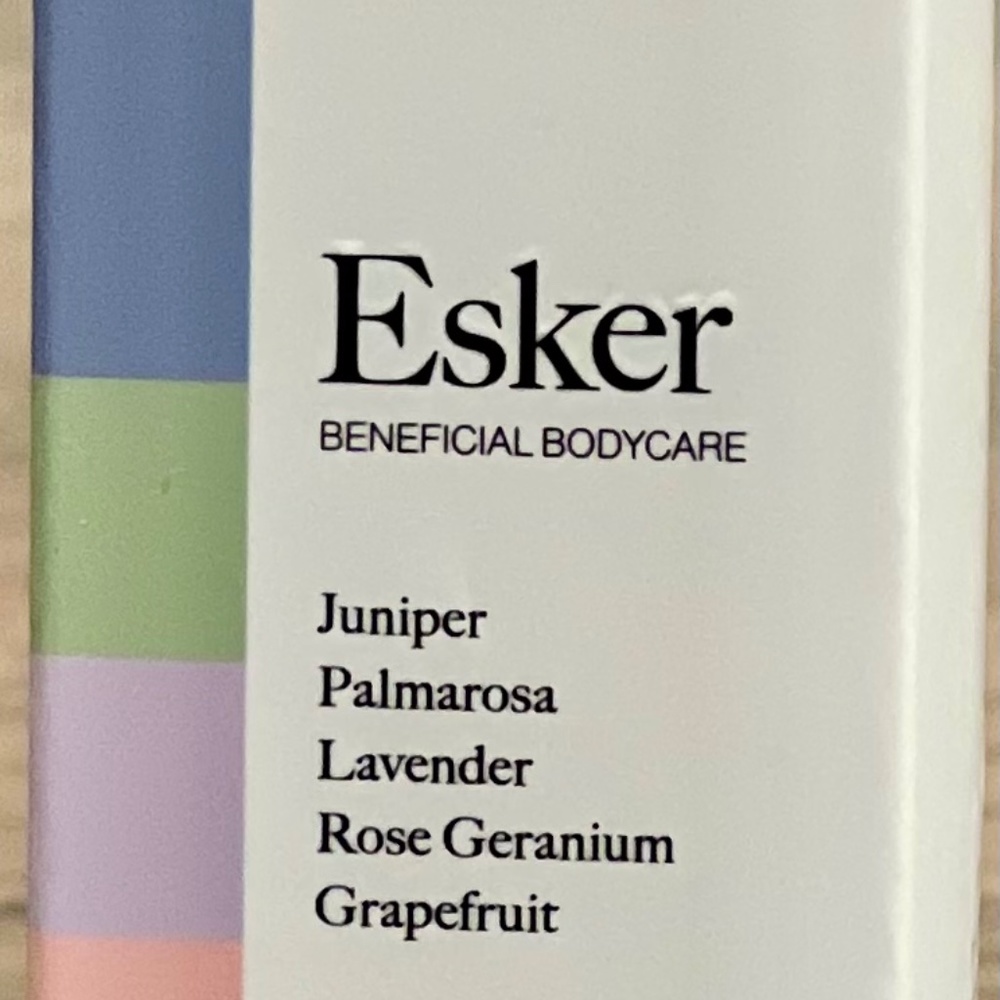 Esker
BENEFICIAL BODYCARE
Juniper
Palmarosa
Lavender
Rose Geranium
Grapefruit